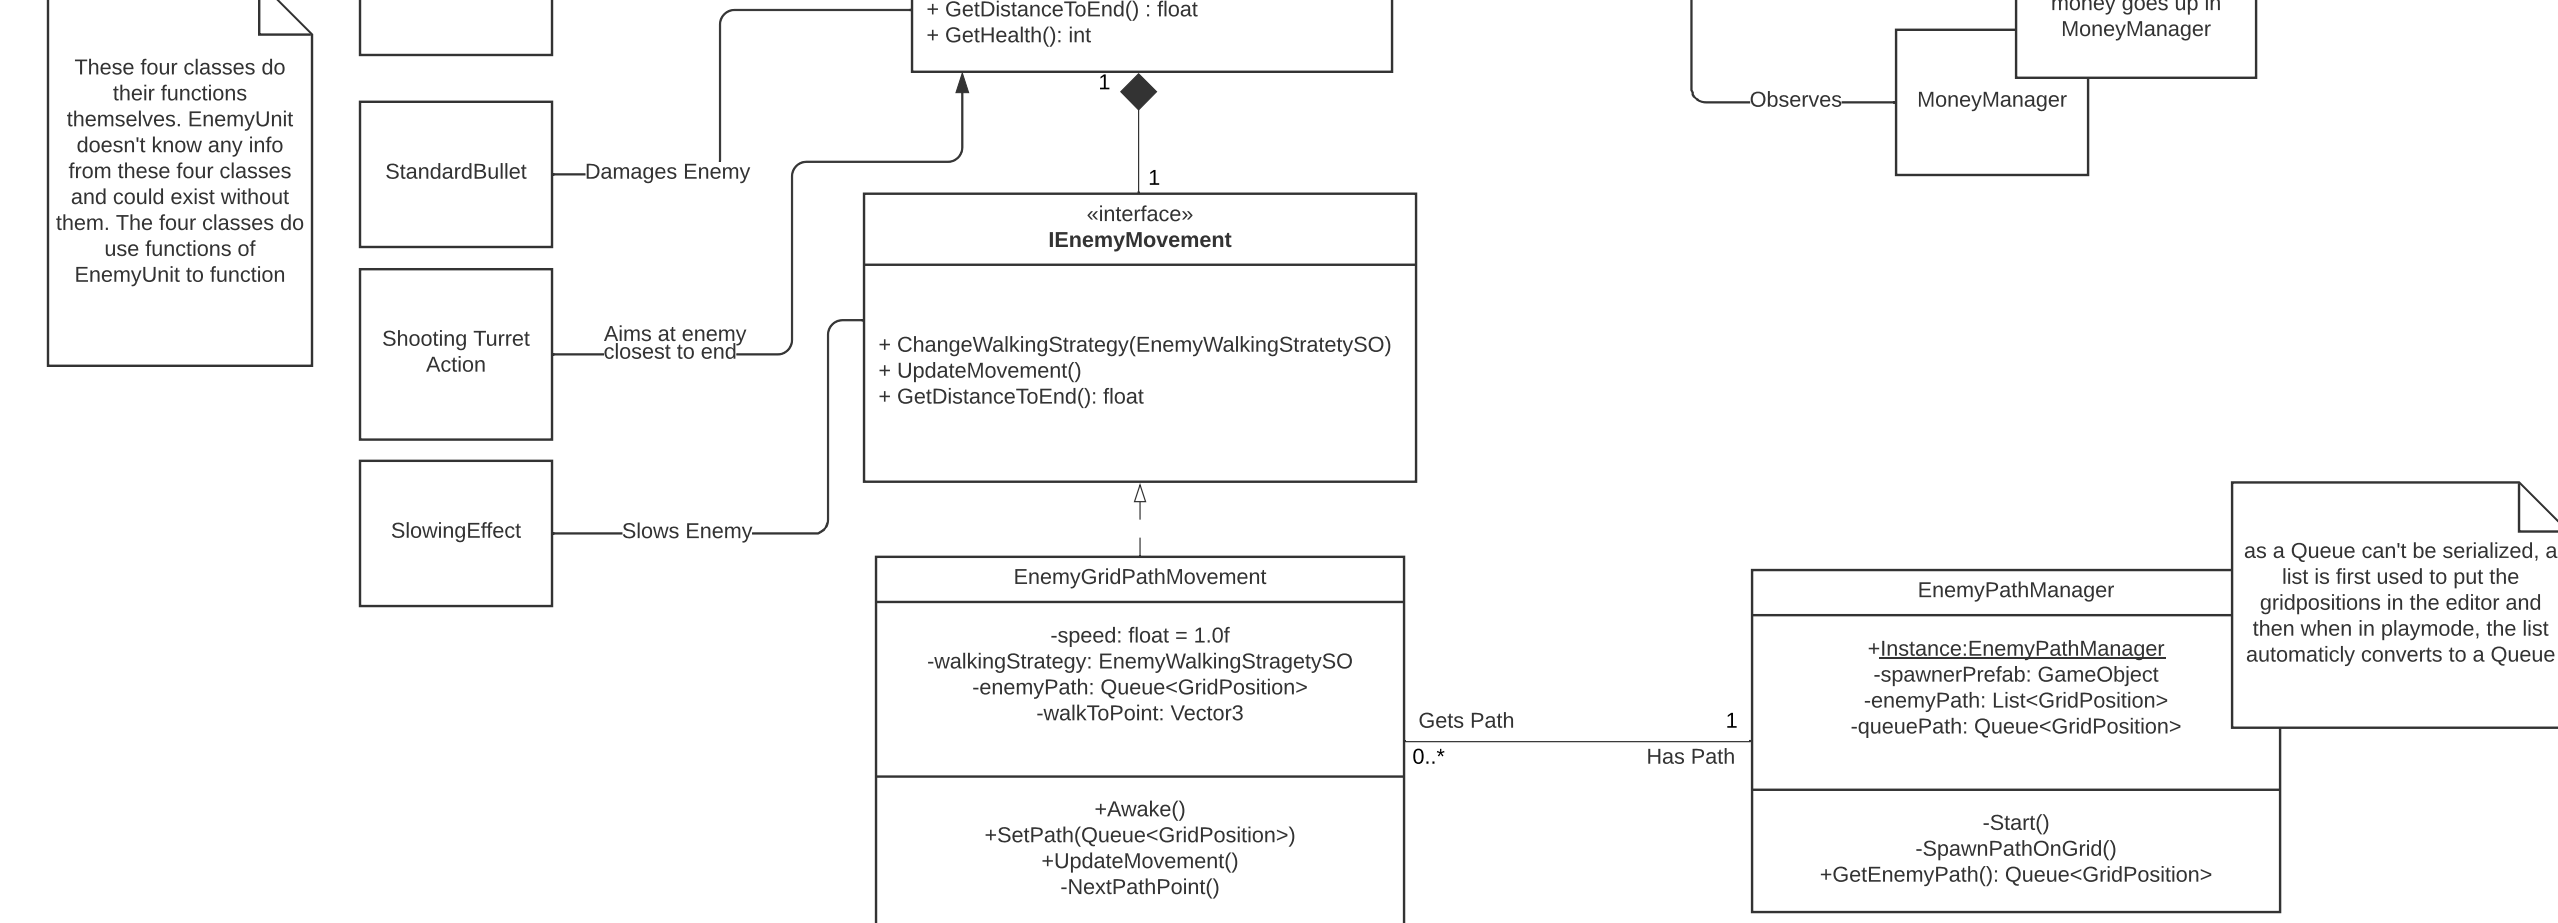 + GetDistanceToEnd() : float
+ GetHealth(): int
money goes up in
MoneyManager
These four classes do
their functions
themselves. EnemyUnit
doesn't know any info
from these four classes
and could exist without
them. The four classes do
use functions of
EnemyUnit to function
StandardBullet
Damages Enemy
1
1
Observes
MoneyManager
Shooting Turret
Action
Aims at enemy
closest to end
«interface»
IEnemyMovement
+ ChangeWalkingStrategy(EnemyWalkingStratetySO)
+ UpdateMovement()
+ GetDistanceToEnd(): float
SlowingEffect
Slows Enemy
EnemyGridPathMovement
-speed: float = 1.0f
-walkingStrategy: EnemyWalkingStragetySO
-enemyPath: Queue<GridPosition>
-walkToPoint: Vector3
+Awake()
+SetPath(Queue<GridPosition>)
+UpdateMovement()
-NextPathPoint()
Gets Path
1
0..*
Has Path
EnemyPathManager
+Instance:EnemyPathManager
-spawnerPrefab: GameObject
-enemyPath: List<GridPosition>
-queuePath: Queue<GridPosition>
-Start()
-SpawnPathOnGrid()
+GetEnemyPath(): Queue<GridPosition>
as a Queue can't be serialized, a
list is first used to put the
gridpositions in the editor and
then when in playmode, the list
automaticly converts to a Queue